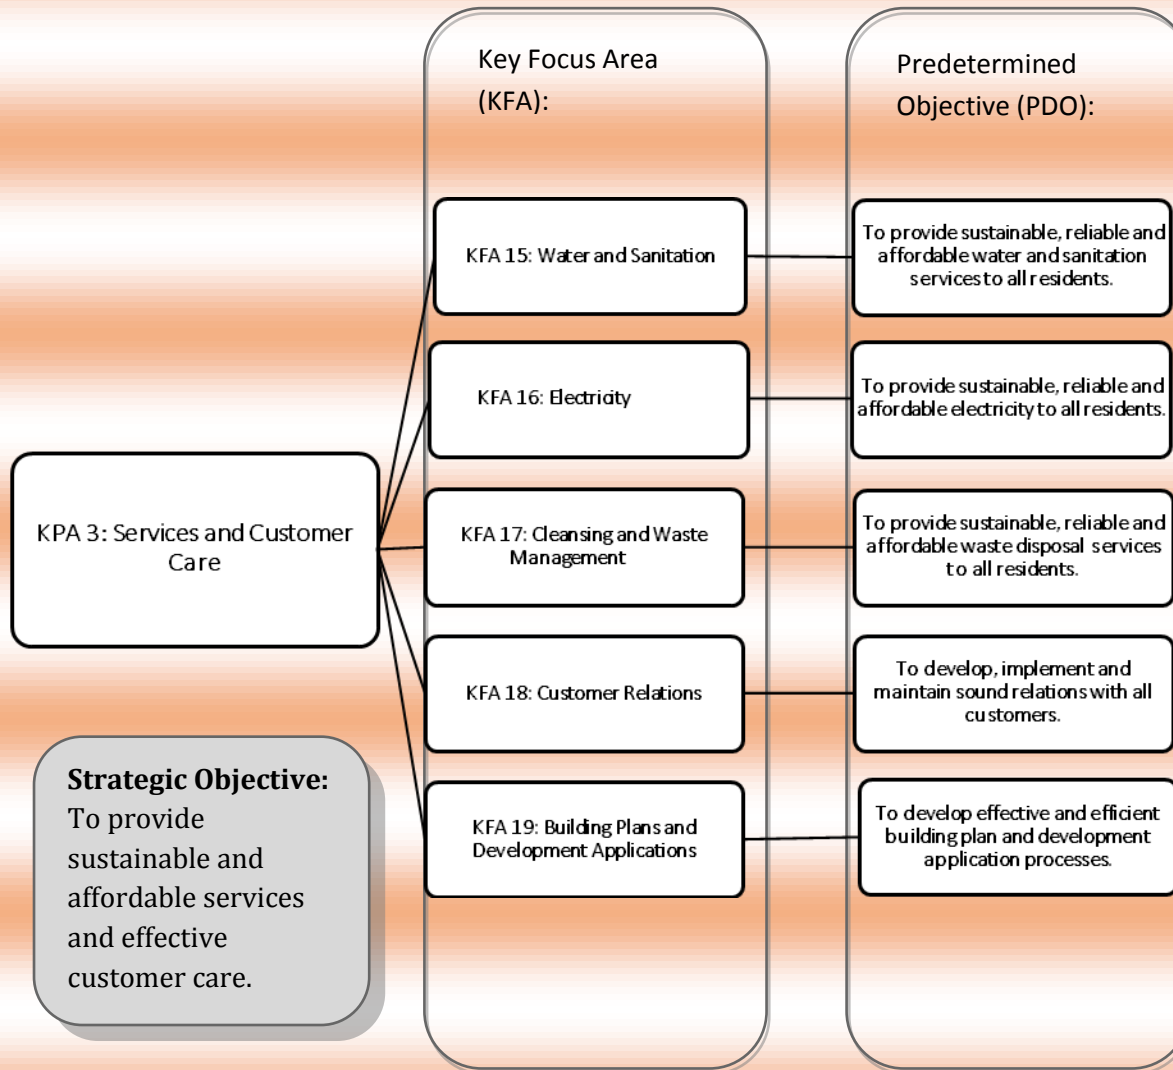 Key Focus Area
(KFA):
Predetermined
Objective (PDO):
KPA 3: Services and Customer
Care
KFA 15: Water and Sanitation
To provide sustainable, reliable and
affordable water and sanitation
services to all residents.
KFA 16: Electricity
To provide sustainable, reliable and
affordable electricity to all residents.
KFA 17: Cleansing and Waste
Management
To provide sustainable, reliable and
affordable waste disposal services
to all residents.
KFA 18: Customer Relations
To develop, implement and
maintain sound relations with all
customers.
KFA 19: Building Plans and
Development Applications
To develop effective and efficient
building plan and development
application processes.
Strategic Objective:
To provide
sustainable and
affordable services
and effective
customer care.